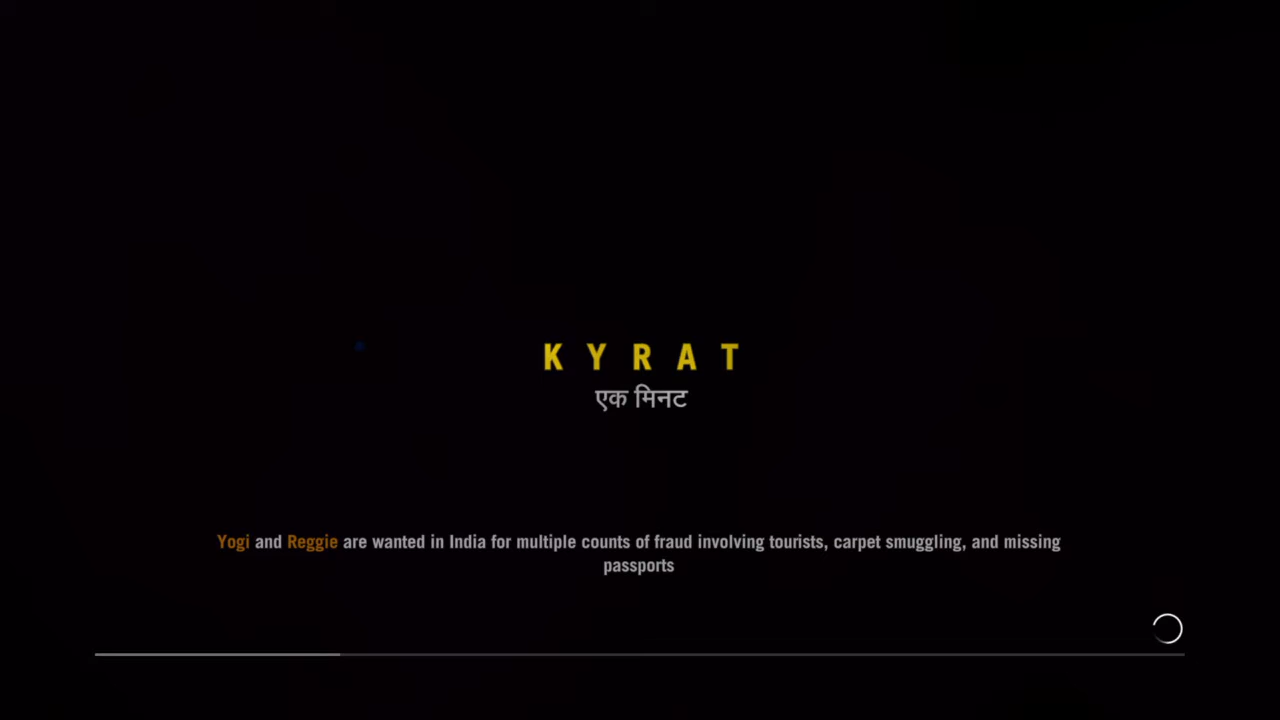 KYRAT
एक मिनट
Yogi and Reggie are wanted in India for multiple counts of fraud involving tourists, carpet smuggling, and missing
passports